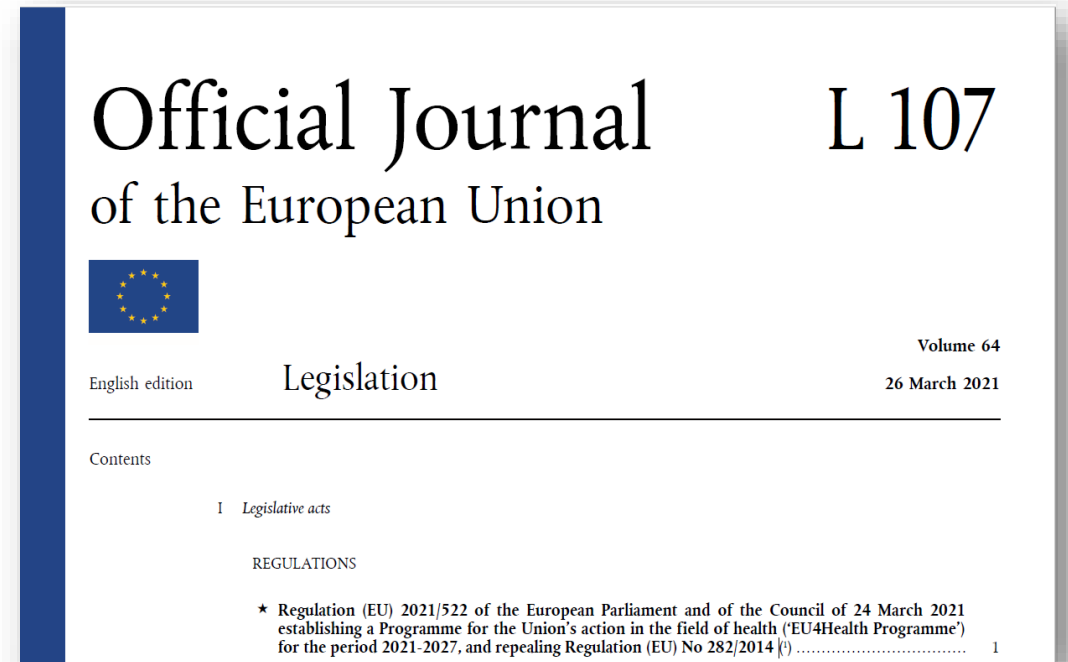 Official Journal L 107
of the European Union
Volume 64
English edition Legislation 26 March 2021
Contents
I Legislative acts
REGULATIONS
★ Regulation (EU) 2021/522 of the European Parliament and of the Council of 24 March 2021
establishing a Programme for the Union’s action in the field of health (‘EU4Health Programme’)
for the period 2021-2027, and repealing Regulation (EU) No 282/2014 (¹) .................................. 1